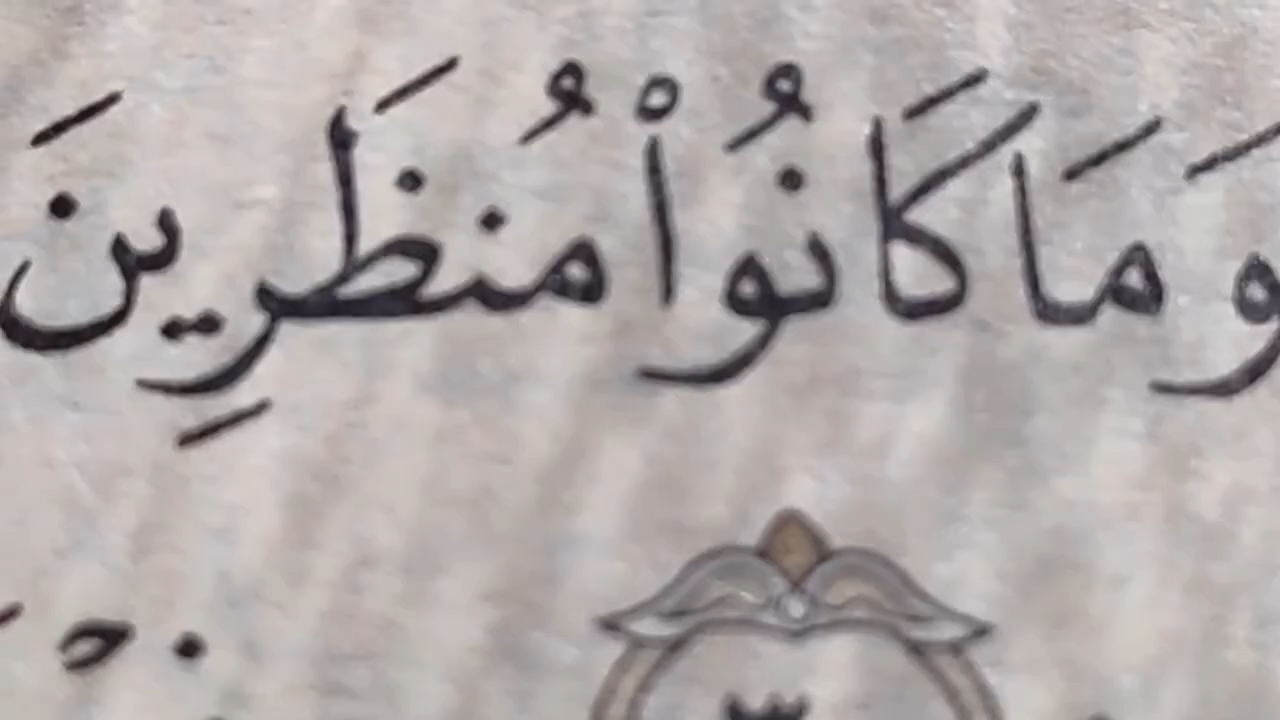 وَمَا كَانُوا۟ مُنظَرِينَ